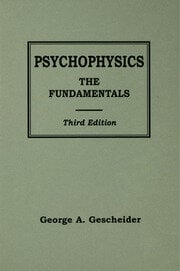 PSYCHOPHYSICS
THE
FUNDAMENTALS
Third Edition
George A. Gescheider